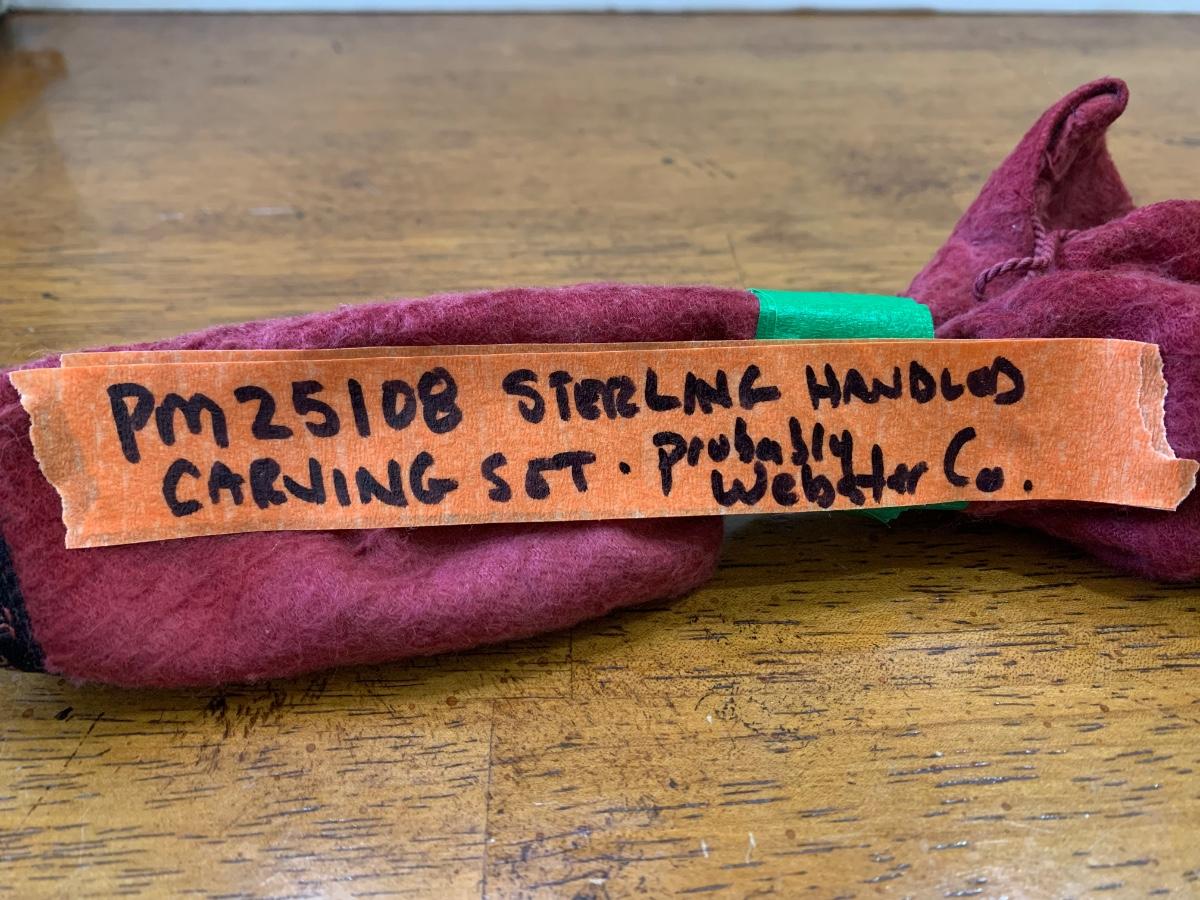 PM25108 STERLING HANDLED
CARVING SET · Probably
Webster Co.